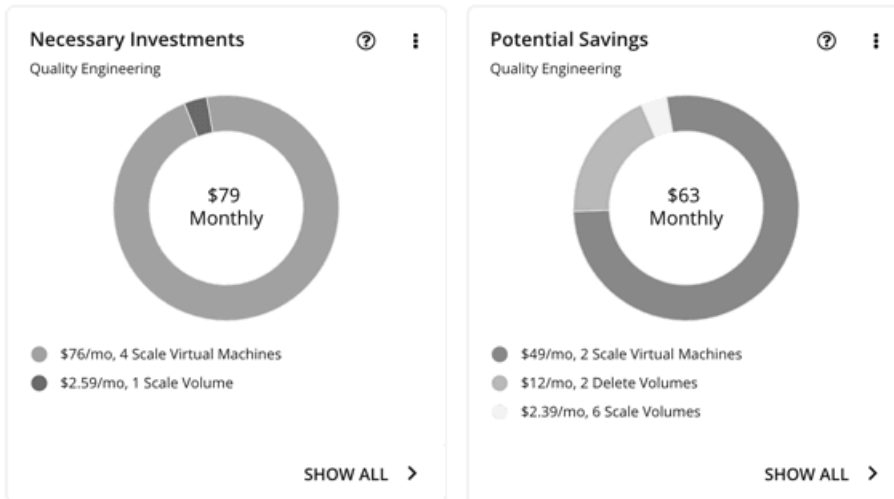 Necessary Investments
Quality Engineering
$79
Monthly
$76/mo, 4 Scale Virtual Machines
$2.59/mo, 1 Scale Volume
SHOW ALL
Potential Savings
Quality Engineering
$63
Monthly
$49/mo, 2 Scale Virtual Machines
$12/mo, 2 Delete Volumes
$2.39/mo, 6 Scale Volumes
SHOW ALL